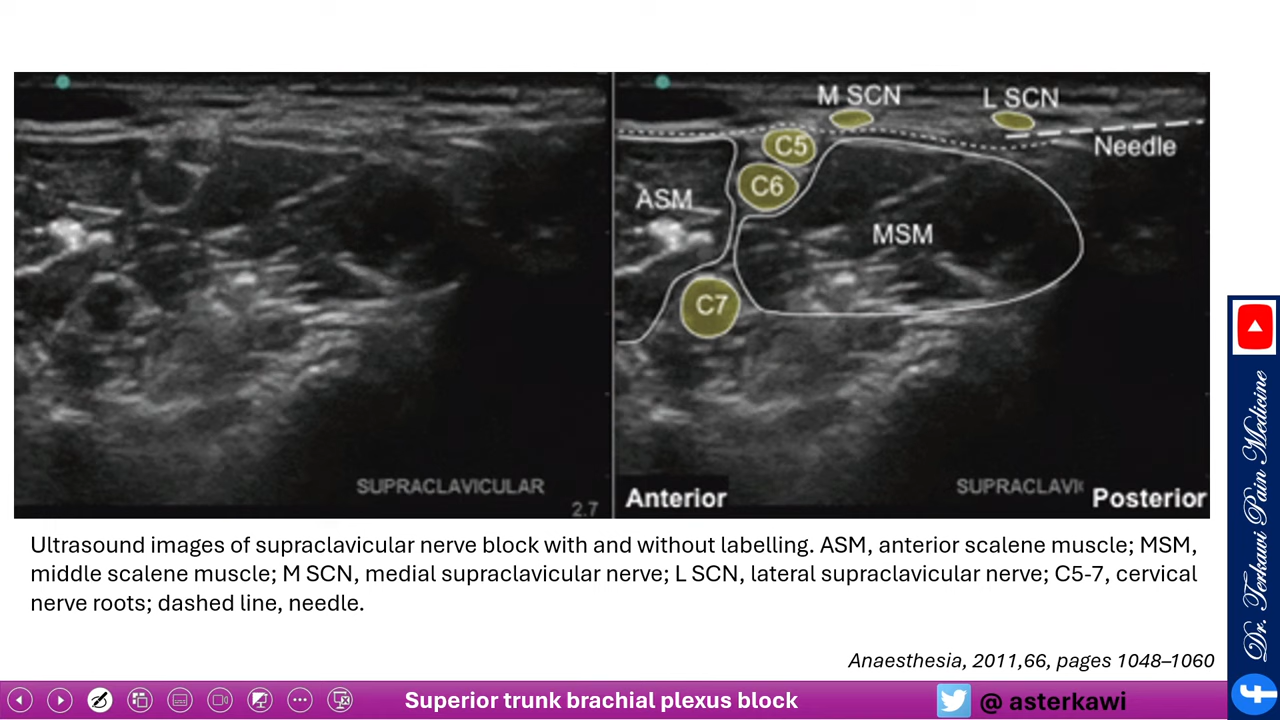 M SCN
L SCN
C5
Needle
C6
ASM
MSM
C7
SUPRACLAVICULAR
2.7
Anterior
SUPRACLAVI
Posterior
Ultrasound images of supraclavicular nerve block with and without labelling. ASM, anterior scalene muscle; MSM,
middle scalene muscle; M SCN, medial supraclavicular nerve; L SCN, lateral supraclavicular nerve; C5-7, cervical
nerve roots; dashed line, needle.
Anaesthesia, 2011,66, pages 1048–1060
Superior trunk brachial plexus block
@ asterkawi
Dr. Terkawi Pain Medicine